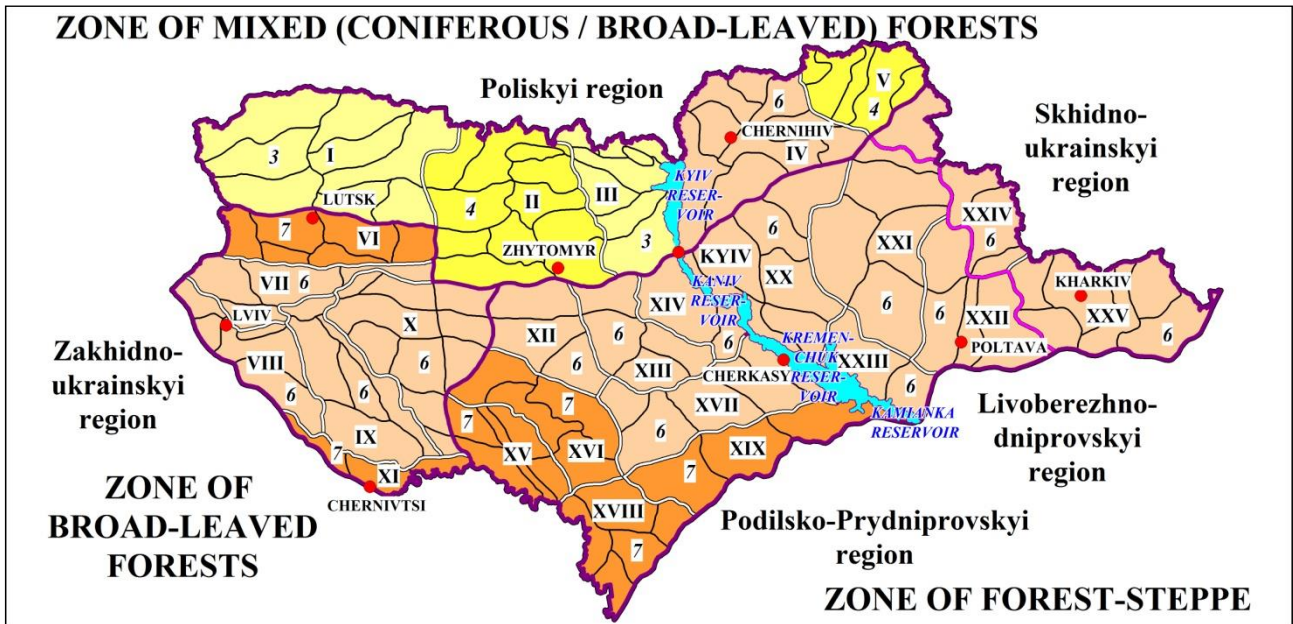 ZONE OF MIXED (CONIFEROUS / BROAD-LEAVED) FORESTS
Poliskyi region
Skhidno-
ukrainskyi
region
V
4
6
CHERNIHIV
IV
3
I
LUTSK
4
II
III
3
ZHYTOMYR
KYIV
RESER-
VOIR
7
VI
VII
6
LVIV
VIII
X
6
6
6
IX
7
XI
CHERNIVTSI
Zakhidno-
ukrainskyi
region
ZONE OF
BROAD-LEAVED
FORESTS
KYIV
KANIV
RESER-
VOIR
XIV
XII
6
6
XIII
6
CHERKASY
KREMEN-
CHUK
RESER-
VOIR
XVII
6
7
7
XV
XVI
XVIII
7
7
XIX
6
XX
XXI
6
6
XXII
POLTAVA
XXIII
6
KAMIANKA
RESERVOIR
XXIV
6
KHARKIV
XXV
6
Livoberezhno-
dniprovskyi
region
Podilsko-Prydniprovskyi
region
ZONE OF FOREST-STEPPE